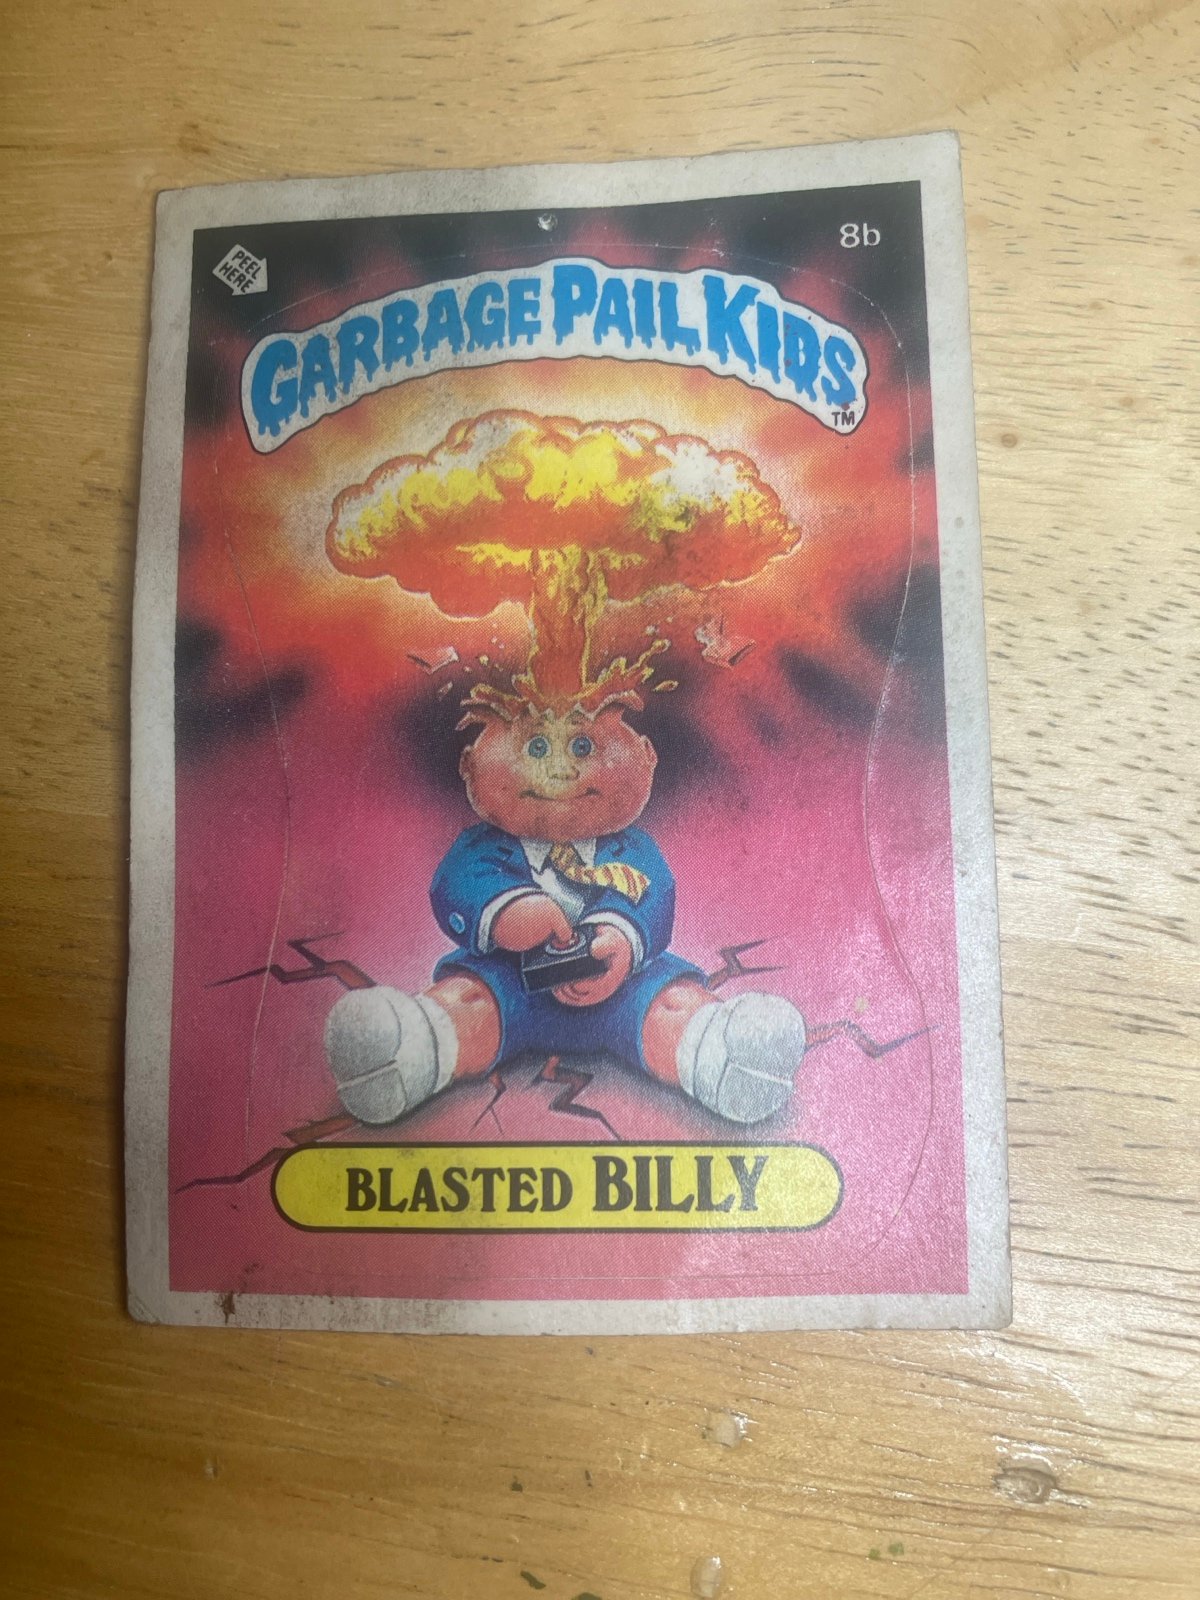 PEEL
HERE
8b
GARBAGE PAIL KIDS
TM
BLASTED BILLY